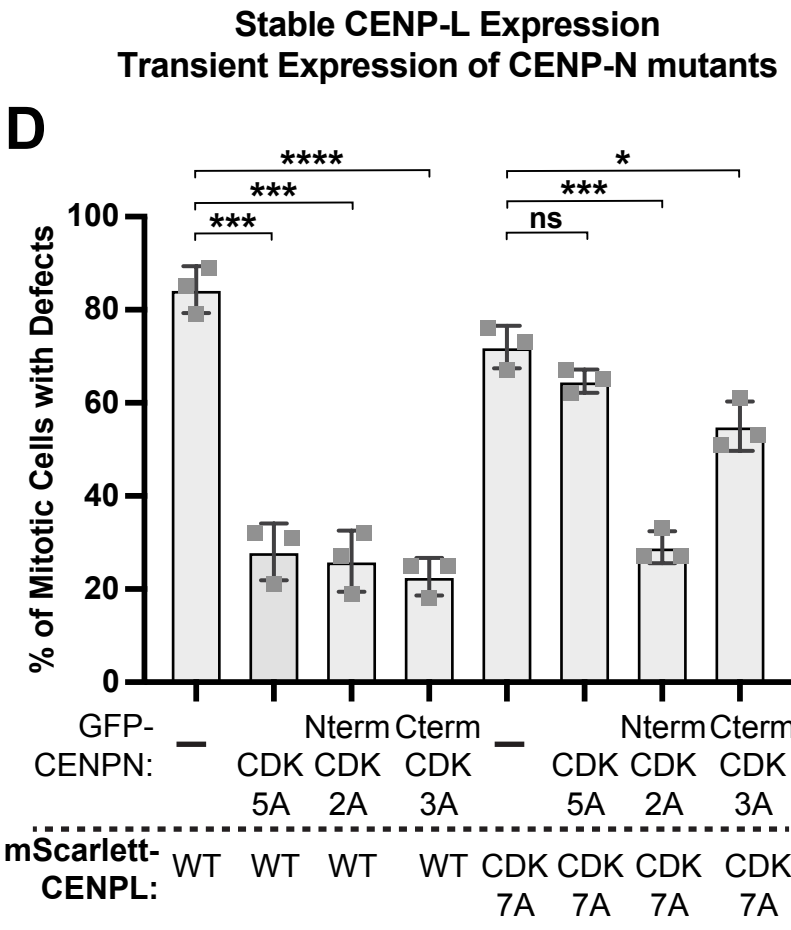 Stable CENP-L Expression
Transient Expression of CENP-N mutants
D
**** *
*** ***
*** ns
% of Mitotic Cells with Defects
100
80
60
40
20
0
GFP- Nterm Cterm Nterm Cterm
CENPN: — CDK CDK CDK — CDK CDK CDK
5A 2A 3A 5A 2A 3A
mScarlett-
CENPL: WT WT WT WT CDK CDK CDK CDK
7A 7A 7A 7A